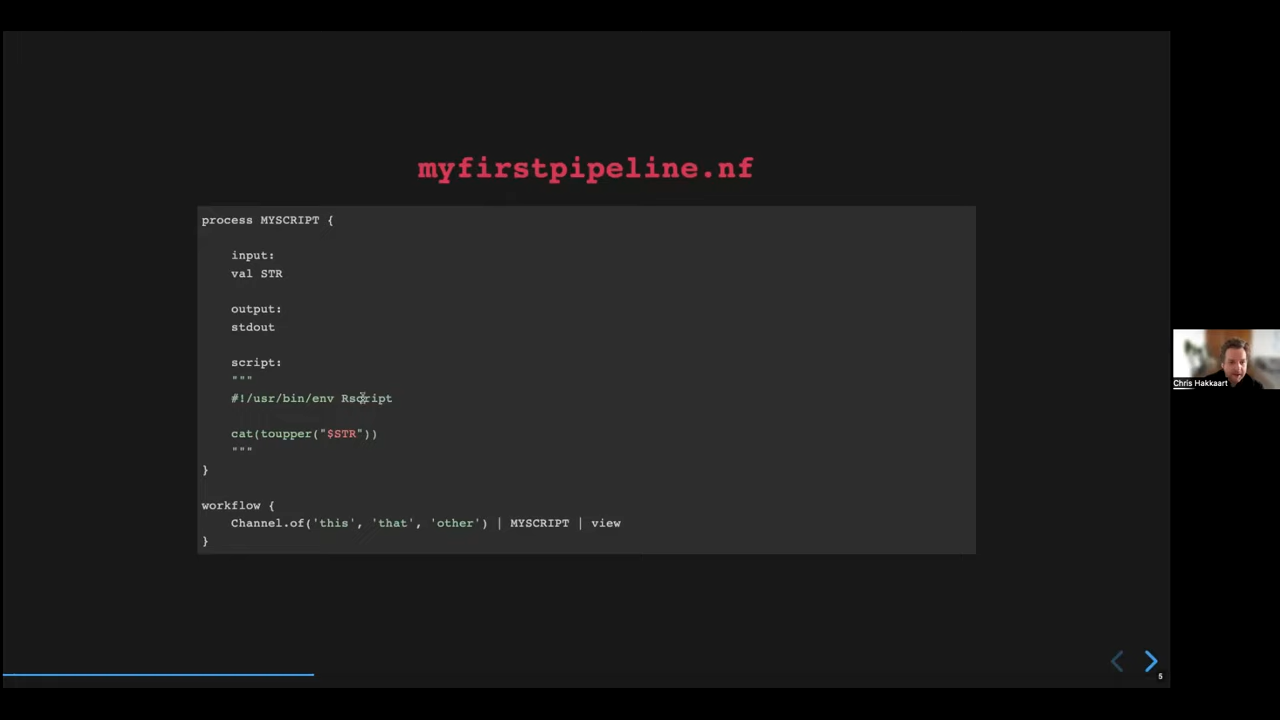 myfirstpipeline.nf
process MYSCRIPT {
input:
val STR
output:
stdout
script:
"""
#!/usr/bin/env Rscript
cat(toupper("$STR"))
"""
}
workflow {
Channel.of('this', 'that', 'other') | MYSCRIPT | view
}
Chris Hakkaart
5